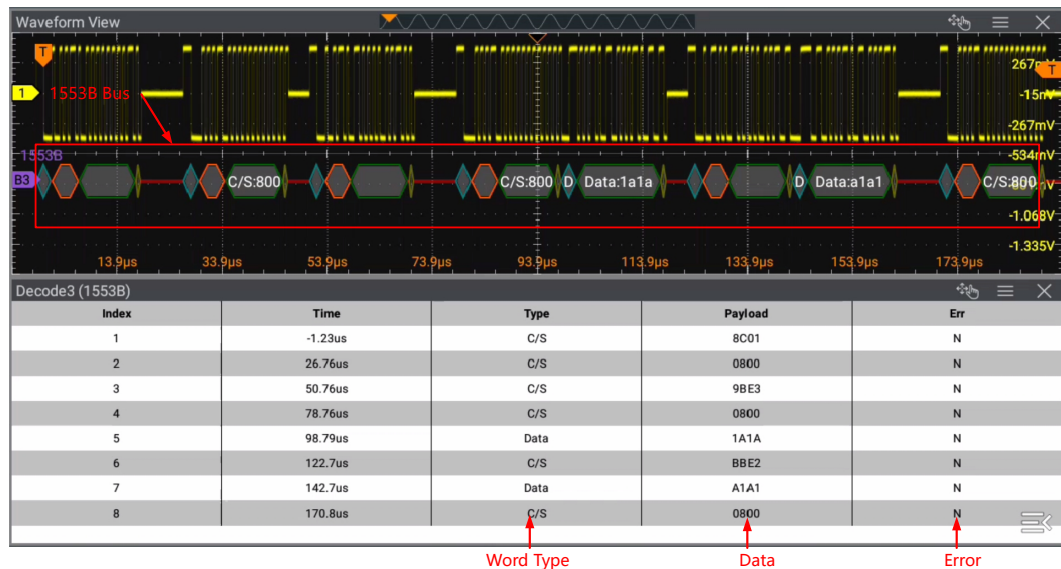 Waveform View
T
267m
T
1
1553B Bus
-15mV
-267mV
1553B
-534mV
B3
C/S:800
C/S:800
D
Data:1a1a
D
Data:a1a1
C/S:800
-1.068V
-1.335V
13.9μs
33.9μs
53.9μs
73.9μs
93.9μs
113.9μs
133.9μs
153.9μs
173.9μs
Decode3 (1553B)
Index Time Type Payload Err
1 -1.23us C/S 8C01 N
2 26.76us C/S 0800 N
3 50.76us C/S 9BE3 N
4 78.76us C/S 0800 N
5 98.79us Data 1A1A N
6 122.7us C/S BBE2 N
7 142.7us Data A1A1 N
8 170.8us C/S 0800 N
Word Type
Data
Error